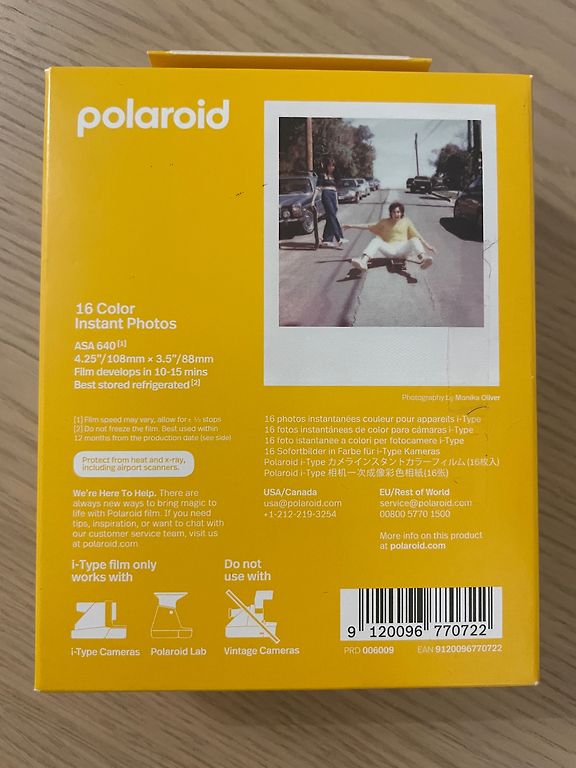 polaroid
16 Color
Instant Photos
ASA 640 [1]
4.25”/108mm × 3.5”/88mm
Film develops in 10-15 mins
Best stored refrigerated [2]
[1] Film speed may vary, allow for ± ⅓ stops
[2] Do not freeze the film. Best used within
12 months from the production date (see side)
Protect from heat and x-ray,
including airport scanners.
We're Here To Help. There are
always new ways to bring magic to
life with Polaroid film. If you need
tips, inspiration, or want to chat with
our customer service team, visit us
at polaroid.com
Photography by Monika Oliver
16 photos instantanées couleur pour appareils i-Type
16 fotos instantáneas de color para cámaras i-Type
16 foto istantanee a colori per fotocamere i-Type
16 Sofortbilder in Farbe für i-Type Kameras
Polaroid i-Type カメラインスタントカラーフィルム(16枚入)
Polaroid i-Type 相机一次成像彩色相紙(16張)
USA/Canada
usa@polaroid.com
+1-212-219-3254
EU/Rest of World
service@polaroid.com
00800 5770 1500
More info on this product
at polaroid.com
i-Type film only
works with
Do not
use with
i-Type Cameras
Polaroid Lab
Vintage Cameras
9 120096 770722
PRD 006009
EAN 9120096770722